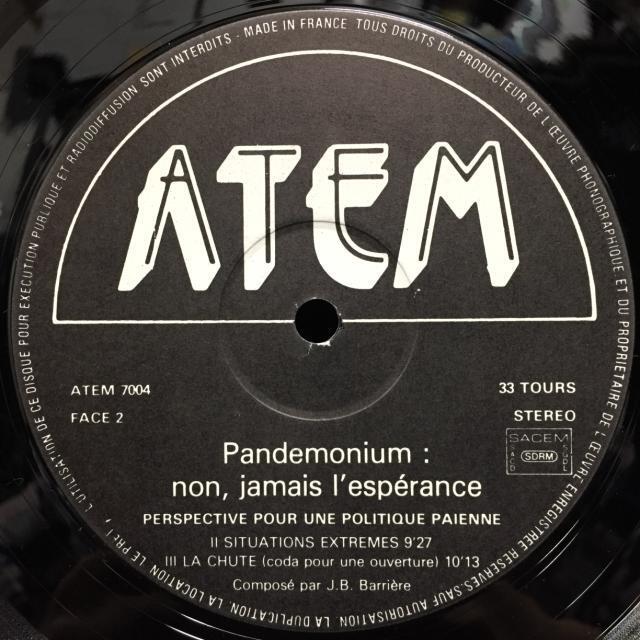 MADE IN FRANCE TOUS DROITS DU PRODUCTEUR DE L'ŒUVRE PHONOGRAPHIQUE ET DU PROPRIETAIRE DE L'ŒUVRE ENREGISTREE RESERVES. SAUF AUTORISATION LA DUPLICATION LA LOCATION LE PRE L'UTILISATION DE CE DISQUE POUR EXECUTION PUBLIQUE ET RADIODIFFUSION SONT INTERDITS -
ATEM
ATEM 7004
33 TOURS
FACE 2
STEREO
SACEM
SACD
SDRM
SGDL
Pandemonium :
non, jamais l'espérance
PERSPECTIVE POUR UNE POLITIQUE PAIENNE
II SITUATIONS EXTREMES 9'27
III LA CHUTE (coda pour une ouverture) 10'13
Composé par J.B. Barrière